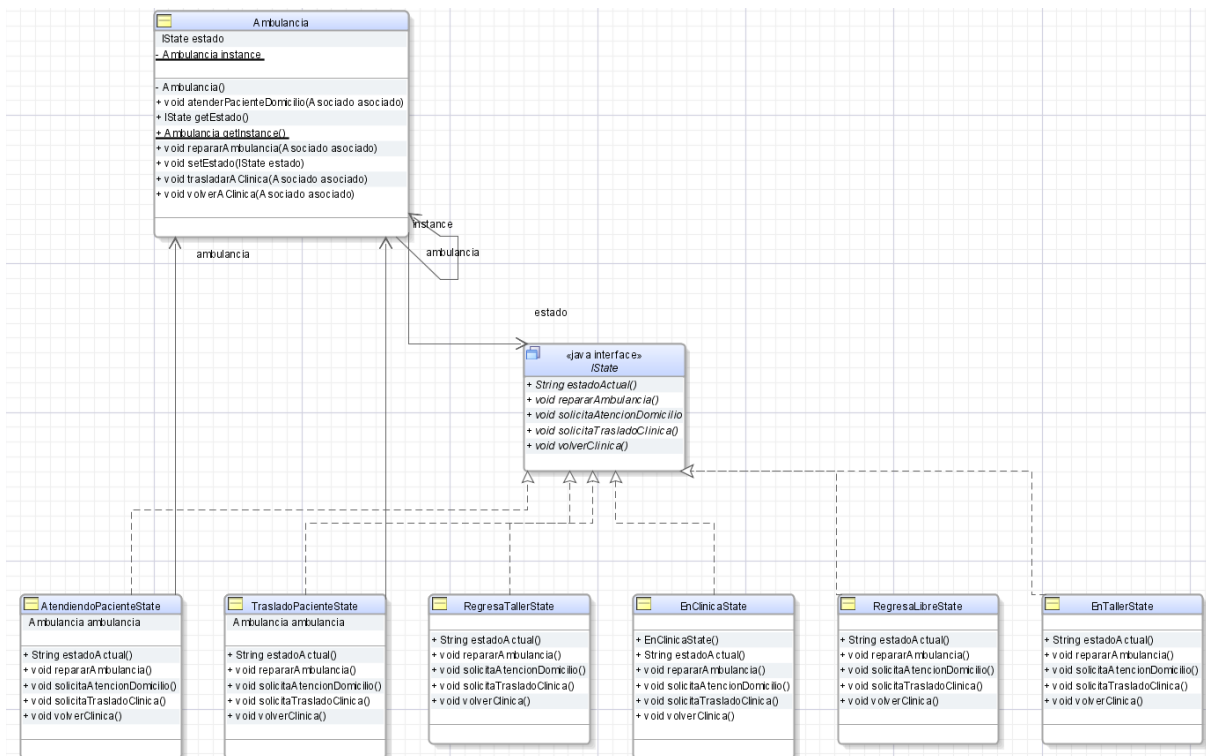 Ambulancia
IState estado
- Ambulancia instance
- Ambulancia()
+ void atenderPacienteDomicilio(Asociado asociado)
+ IState getEstado()
+ Ambulancia getInstance()
+ void repararAmbulancia(Asociado asociado)
+ void setEstado(IState estado)
+ void trasladarAClinica(Asociado asociado)
+ void volverAClinica(Asociado asociado)
instance
ambulancia
ambulancia
estado
«java interface»
IState
+ String estadoActual()
+ void repararAmbulancia()
+ void solicitaAtencionDomicilio
+ void solicitaTrasladoClinica()
+ void volverClinica()
AtendiendoPacienteState
Ambulancia ambulancia
+ String estadoActual()
+ void repararAmbulancia()
+ void solicitaAtencionDomicilio()
+ void solicitaTrasladoClinica()
+ void volverClinica()
TrasladoPacienteState
Ambulancia ambulancia
+ String estadoActual()
+ void repararAmbulancia()
+ void solicitaAtencionDomicilio()
+ void solicitaTrasladoClinica()
+ void volverClinica()
RegresaTallerState
+ String estadoActual()
+ void repararAmbulancia()
+ void solicitaAtencionDomicilio()
+ void solicitaTrasladoClinica()
+ void volverClinica()
EnClinicaState
+ EnClinicaState()
+ String estadoActual()
+ void repararAmbulancia()
+ void solicitaAtencionDomicilio()
+ void solicitaTrasladoClinica()
+ void volverClinica()
RegresaLibreState
+ String estadoActual()
+ void repararAmbulancia()
+ void solicitaAtencionDomicilio()
+ void solicitaTrasladoClinica()
+ void volverClinica()
EnTallerState
+ String estadoActual()
+ void repararAmbulancia()
+ void solicitaAtencionDomicilio()
+ void solicitaTrasladoClinica()
+ void volverClinica()